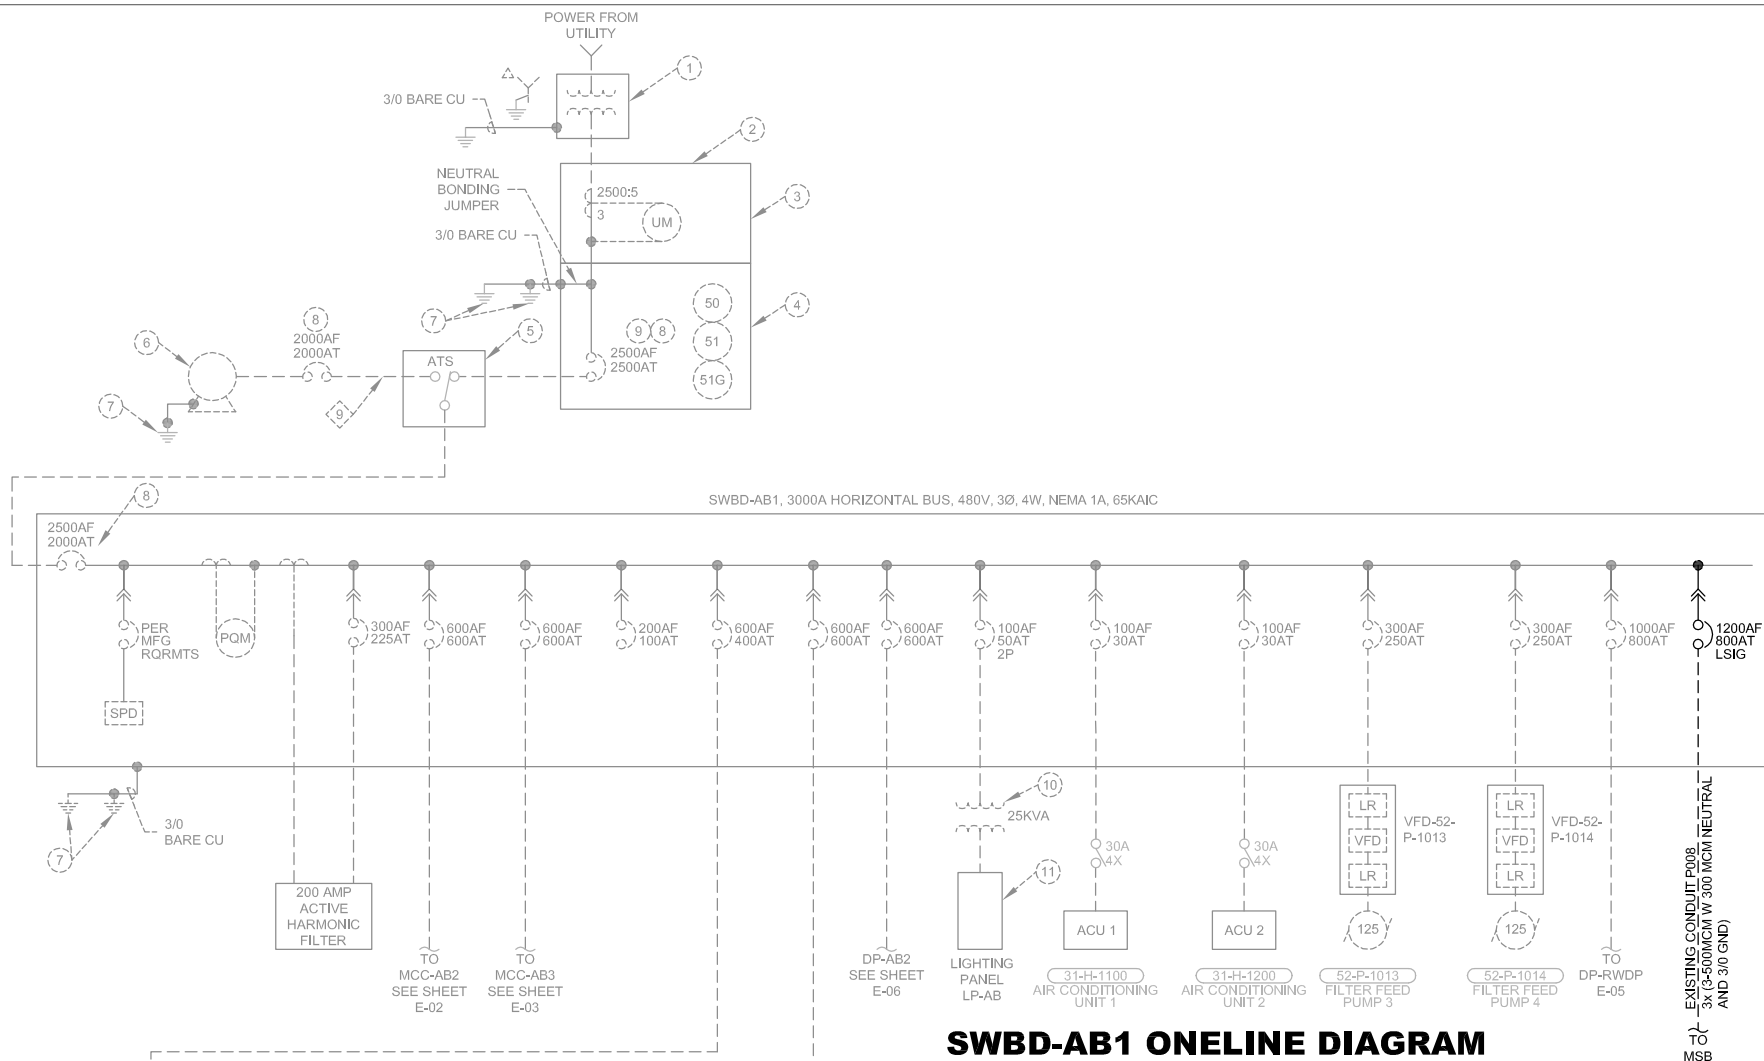 POWER FROM
UTILITY
1
3/0 BARE CU
2
NEUTRAL
BONDING
JUMPER
2500:5
3
UM
3
3/0 BARE CU
50
4
7
5
9
8
51
8
2000AF
2000AT
6
ATS
2500AF
2500AT
51G
7
9
8
SWBD-AB1, 3000A HORIZONTAL BUS, 480V, 3Ø, 4W, NEMA 1A, 65KAIC
2500AF
2000AT
PER
MFG
RQRMTS
PQM
300AF
225AT
600AF
600AT
600AF
600AT
200AF
100AT
600AF
400AT
600AF
600AT
600AF
600AT
100AF
50AT
2P
100AF
30AT
100AF
30AT
300AF
250AT
300AF
250AT
1000AF
800AT
1200AF
800AT
LSIG
SPD
3/0
BARE CU
7
10
25KVA
11
30A
4X
30A
4X
LR
VFD
LR
VFD-52-
P-1013
LR
VFD
LR
VFD-52-
P-1014
EXISTING CONDUIT P008
3x (3-500MCM W 300 MCM NEUTRAL
AND 3/0 GND)
200 AMP
ACTIVE
HARMONIC
FILTER
ACU 1
ACU 2
125
125
TO
MCC-AB2
SEE SHEET
E-02
TO
MCC-AB3
SEE SHEET
E-03
DP-AB2
SEE SHEET
E-06
LIGHTING
PANEL
LP-AB
31-H-1100
AIR CONDITIONING
UNIT 1
31-H-1200
AIR CONDITIONING
UNIT 2
52-P-1013
FILTER FEED
PUMP 3
52-P-1014
FILTER FEED
PUMP 4
TO
DP-RWDP
E-05
TO
MSB
SWBD-AB1 ONELINE DIAGRAM